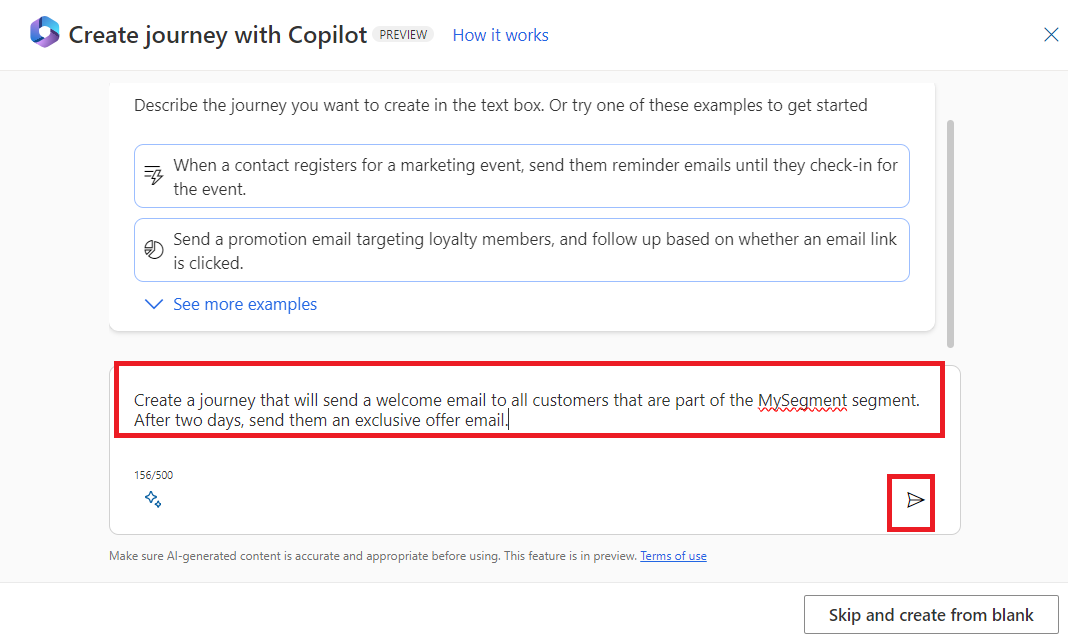 Create journey with Copilot PREVIEW How it works
Describe the journey you want to create in the text box. Or try one of these examples to get started
When a contact registers for a marketing event, send them reminder emails until they check-in for
the event.
Send a promotion email targeting loyalty members, and follow up based on whether an email link
is clicked.
See more examples
Create a journey that will send a welcome email to all customers that are part of the MySegment segment.
After two days, send them an exclusive offer email.
156/500
Make sure AI-generated content is accurate and appropriate before using. This feature is in preview. Terms of use
Skip and create from blank